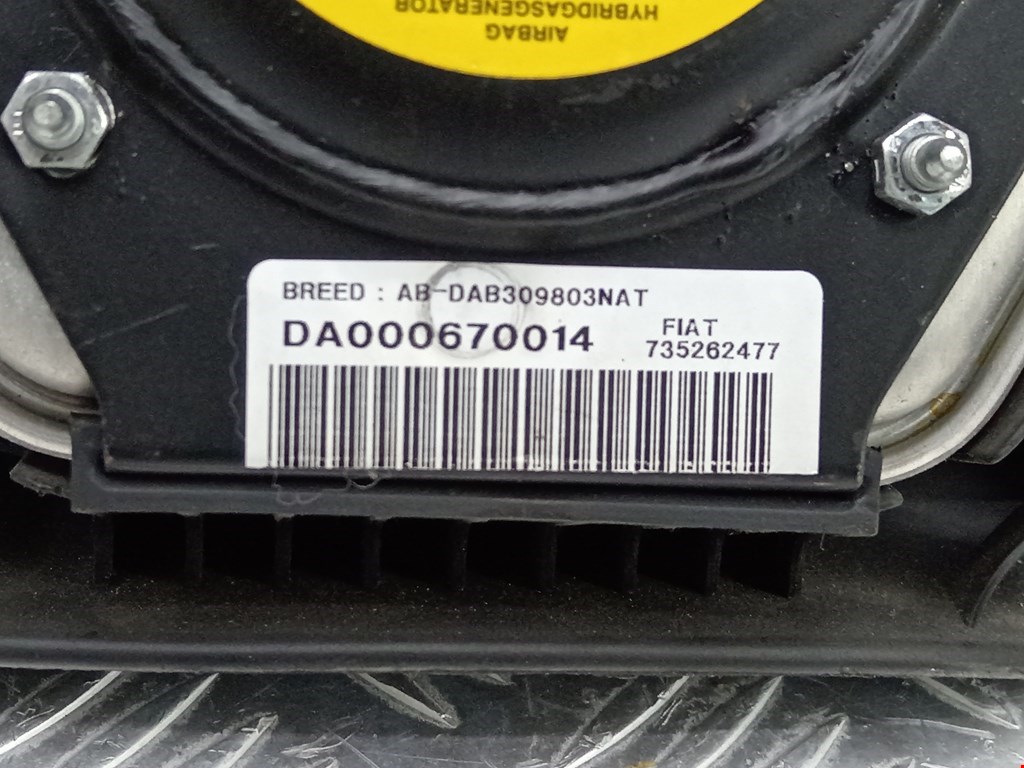 AIRBAG
HYBRIDGASGENERATOR
BREED : AB-DAB309803NAT
DA000670014
FIAT
735262477